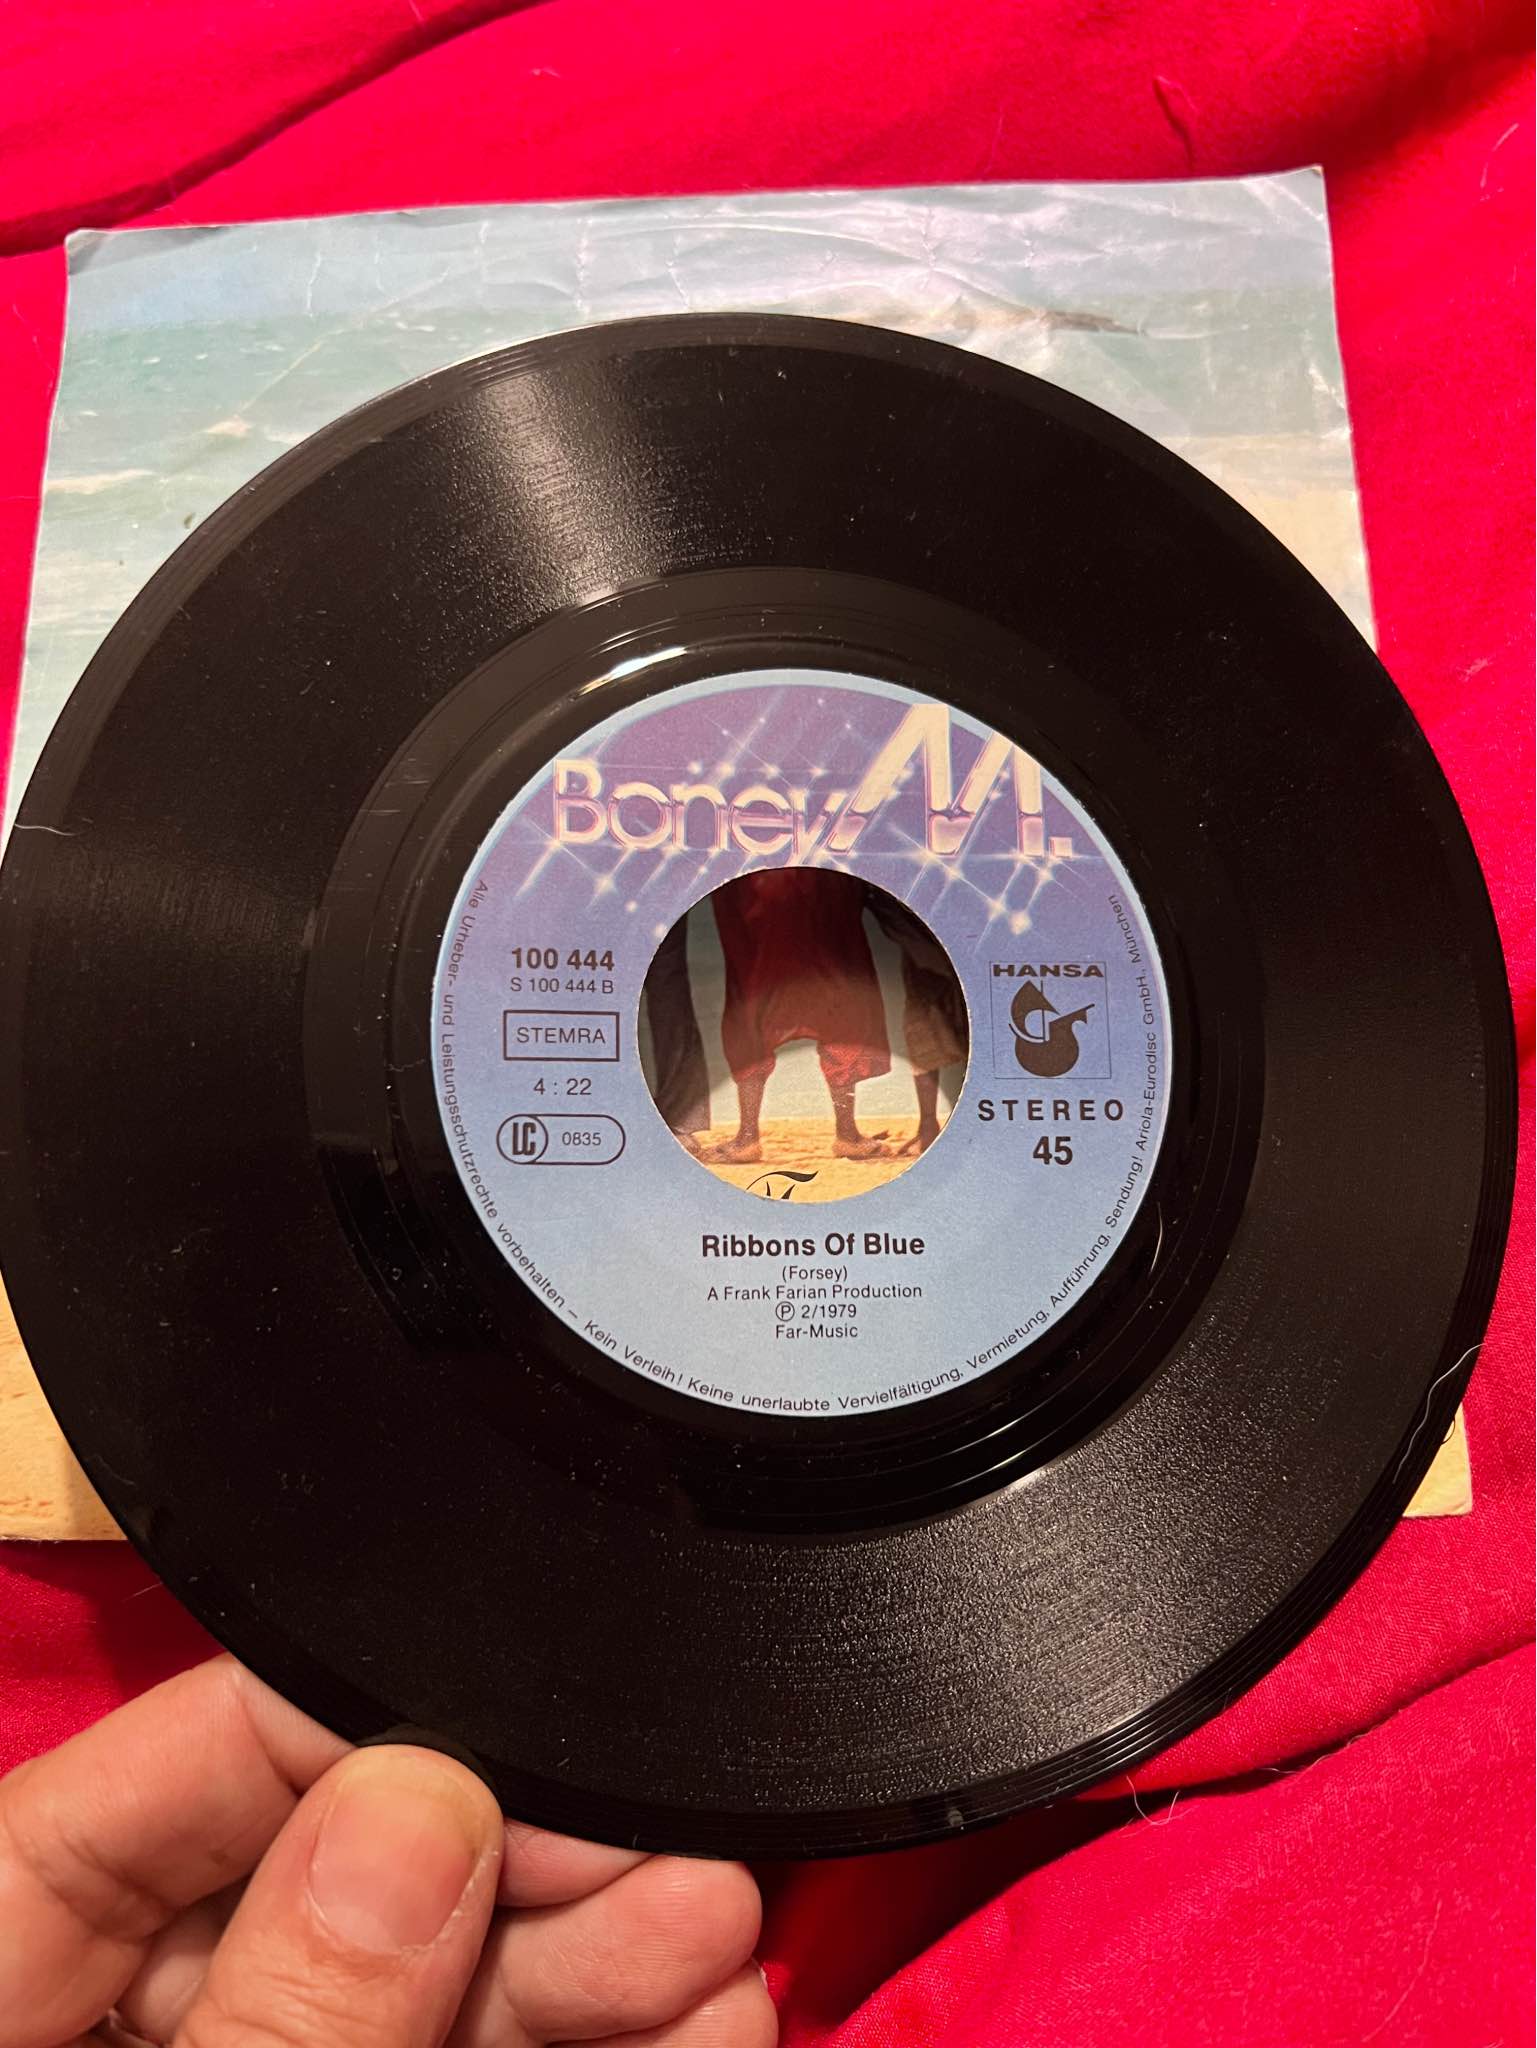 Boney M.
100 444
S 100 444 B
STEMRA
4 : 22
LC 0835
HANSA
STEREO
45
Ribbons Of Blue
(Forsey)
A Frank Farian Production
Ⓟ 2/1979
Far-Music
Alle Urheber- und Leistungsschutzrechte vorbehalten – Kein Verleih! Keine unerlaubte Vervielfältigung, Vermietung, Aufführung, Sendung! Ariola-Eurodisc GmbH., München